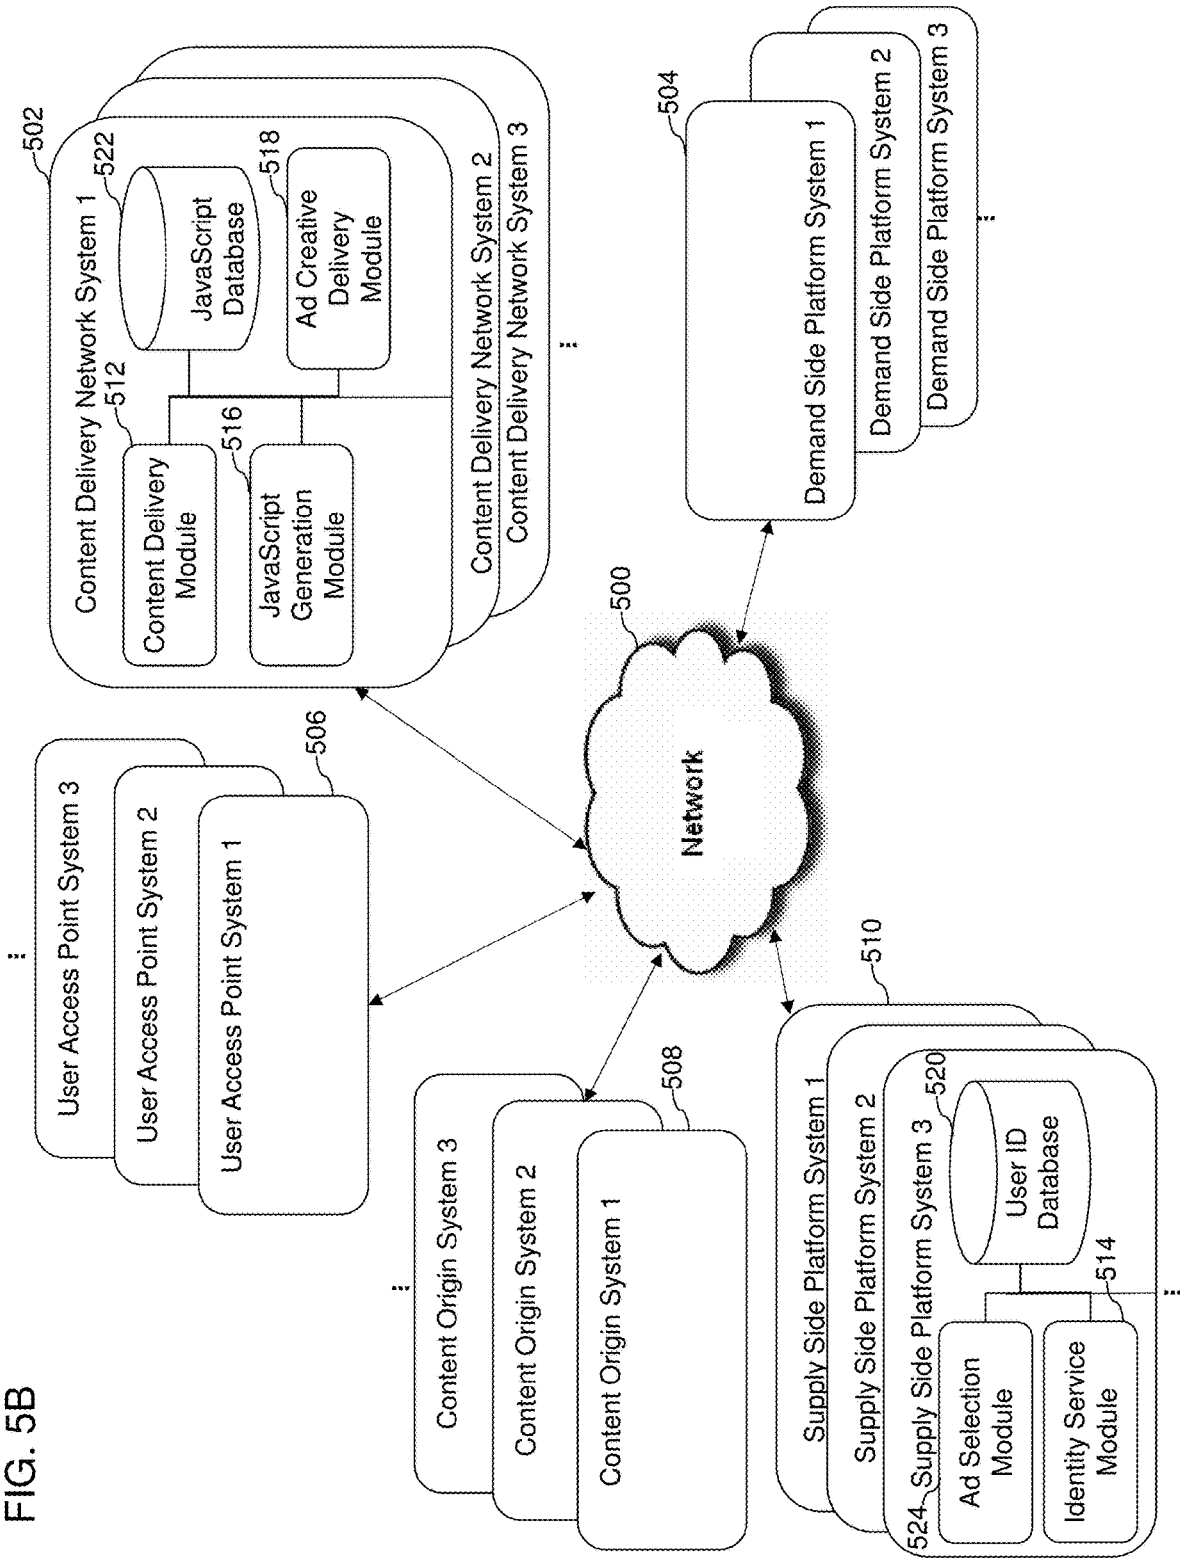 FIG. 5B
User Access Point System 3
User Access Point System 2
User Access Point System 1
506
...
Content Delivery Network System 1
502
Content Delivery
Module
512
JavaScript
Database
522
JavaScript
Generation
Module
516
Ad Creative
Delivery
Module
518
Content Delivery Network System 2
Content Delivery Network System 3
...
Content Origin System 3
Content Origin System 2
Content Origin System 1
508
...
Network
500
Demand Side Platform System 1
504
Demand Side Platform System 2
Demand Side Platform System 3
...
Supply Side Platform System 1
510
Supply Side Platform System 2
Supply Side Platform System 3
524
Ad Selection
Module
520
User ID
Database
Identity Service
Module
514
...